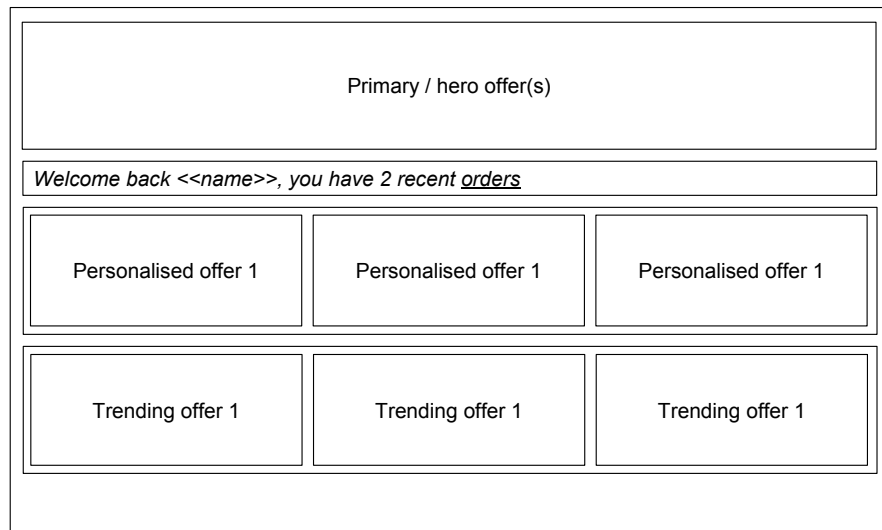 Primary / hero offer(s)
Welcome back <<name>>, you have 2 recent orders
Personalised offer 1
Personalised offer 1
Personalised offer 1
Trending offer 1
Trending offer 1
Trending offer 1